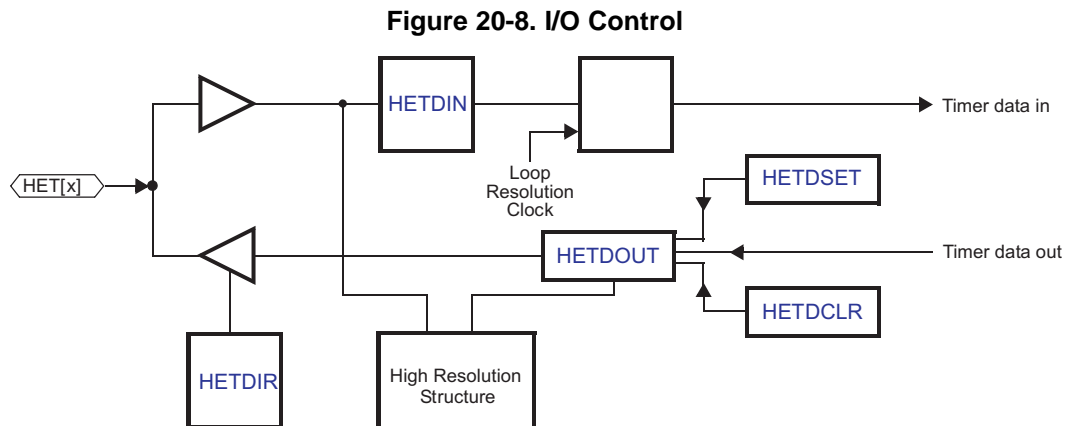 Figure 20-8. I/O Control
HETDIN
Timer data in
HET[x]
Loop
Resolution
Clock
HETDSET
HETDOUT
Timer data out
HETDCLR
HETDIR
High Resolution
Structure